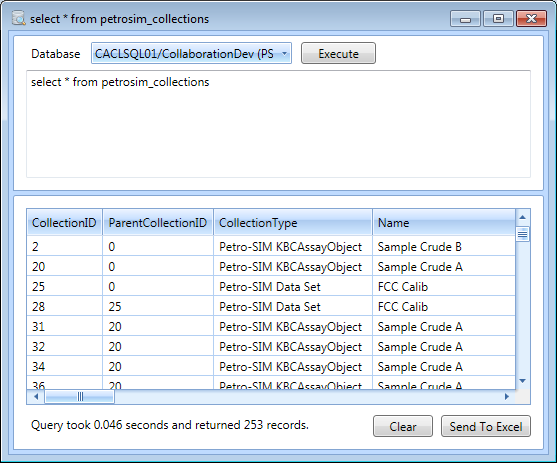 select * from petrosim_collections
Database CACLSQL01/CollaborationDev (PS Execute
select * from petrosim_collections
CollectionID ParentCollectionID CollectionType Name
2 0 Petro-SIM KBCAssayObject Sample Crude B
20 0 Petro-SIM KBCAssayObject Sample Crude A
25 0 Petro-SIM Data Set FCC Calib
28 25 Petro-SIM Data Set FCC Calib
31 20 Petro-SIM KBCAssayObject Sample Crude A
32 20 Petro-SIM KBCAssayObject Sample Crude A
34 20 Petro-SIM KBCAssayObject Sample Crude A
36 20 Petro-SIM KBCAssayObject Sample Crude A
Query took 0.046 seconds and returned 253 records. Clear Send To Excel